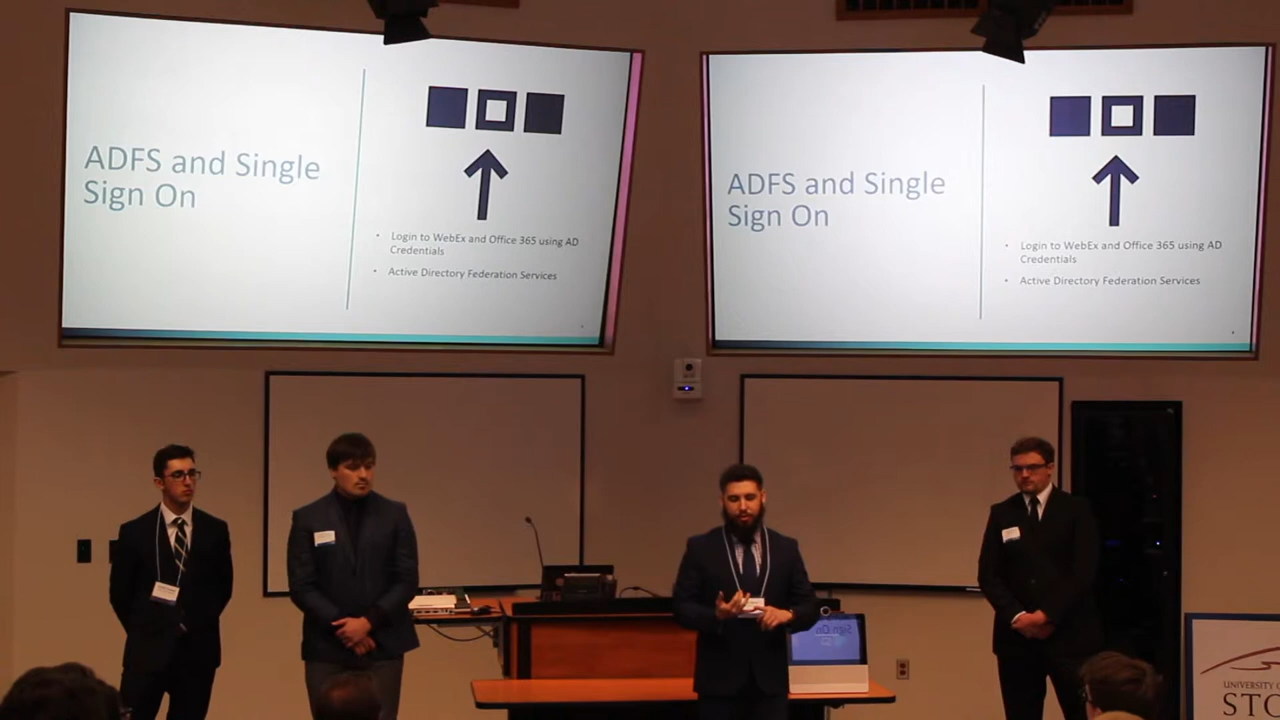 ADFS and Single
Sign On
• Login to WebEx and Office 365 using AD
Credentials
• Active Directory Federation Services
ADFS and Single
Sign On
• Login to WebEx and Office 365 using AD
Credentials
• Active Directory Federation Services
Sign On
UNIVERSITY
STO